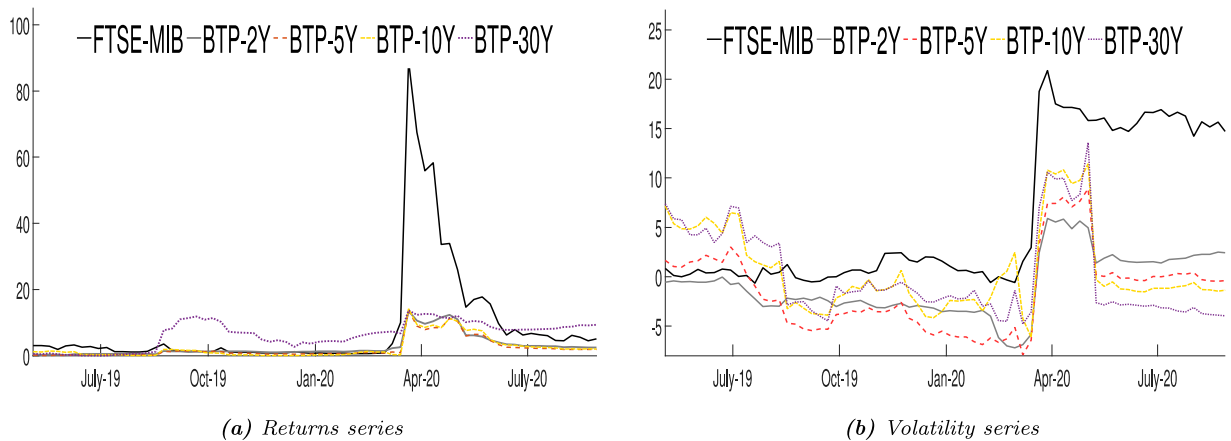 100
80
60
40
20
0
FTSE-MIB BTP-2Y BTP-5Y BTP-10Y BTP-30Y
July-19 Oct-19 Jan-20 Apr-20 July-20
(a) Returns series
25
20
15
10
5
0
-5
FTSE-MIB BTP-2Y BTP-5Y BTP-10Y BTP-30Y
July-19 Oct-19 Jan-20 Apr-20 July-20
(b) Volatility series